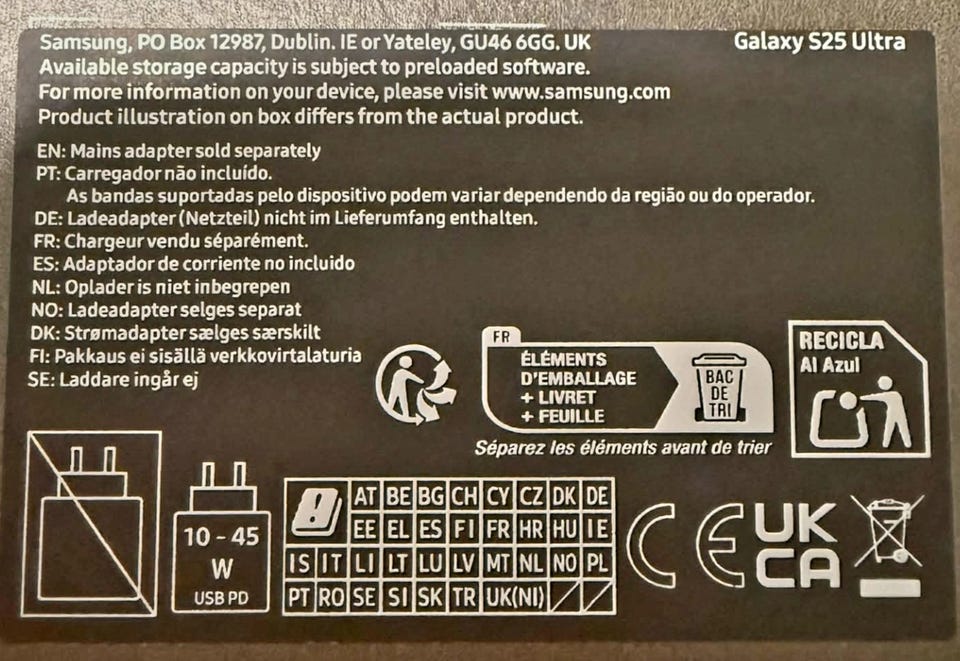 Samsung, PO Box 12987, Dublin. IE or Yateley, GU46 6GG. UK
Galaxy S25 Ultra
Available storage capacity is subject to preloaded software.
For more information on your device, please visit www.samsung.com
Product illustration on box differs from the actual product.
EN: Mains adapter sold separately
PT: Carregador não incluído.
As bandas suportadas pelo dispositivo podem variar dependendo da região ou do operador.
DE: Ladeadapter (Netzteil) nicht im Lieferumfang enthalten.
FR: Chargeur vendu séparément.
ES: Adaptador de corriente no incluido
NL: Oplader is niet inbegrepen
NO: Ladeadapter selges separat
DK: Strømadapter sælges særskilt
FI: Pakkaus ei sisällä verkkovirtalaturia
SE: Laddare ingår ej
FR
ÉLÉMENTS
D'EMBALLAGE
+ LIVRET
+ FEUILLE
BAC
DE
TRI
Séparez les éléments avant de trier
RECICLA
Al Azul
10 - 45
W
USB PD
! AT BE BG CH CY CZ DK DE
EE EL ES FI FR HR HU IE
IS IT LI LT LU LV MT NL NO PL
PT RO SE SI SK TR UK(NI)
CE
UK
CA